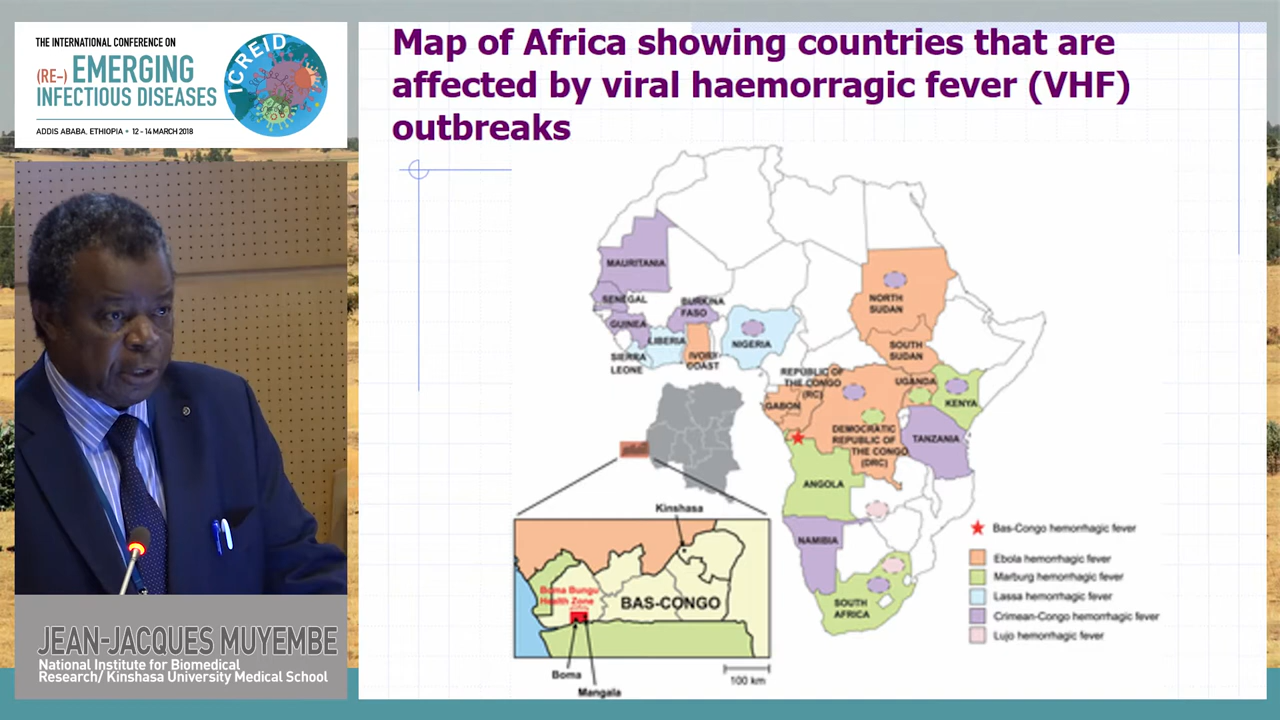 THE INTERNATIONAL CONFERENCE ON
(RE-) EMERGING
INFECTIOUS DISEASES
ADDIS ABABA, ETHIOPIA • 12 - 14 MARCH 2018
ICREID
Map of Africa showing countries that are
affected by viral haemorragic fever (VHF)
outbreaks
MAURITANIA
SENEGAL
GUINEA
SIERRA
LEONE
LIBERIA
BURKINA
FASO
IVORY
COAST
NIGERIA
NORTH
SUDAN
SOUTH
SUDAN
REPUBLIC OF
THE CONGO
(RC)
GABON
UGANDA
KENYA
DEMOCRATIC
REPUBLIC OF
THE CONGO
(DRC)
TANZANIA
ANGOLA
NAMIBIA
SOUTH
AFRICA
Kinshasa
Boma Bungu
Health Zone
BAS-CONGO
Boma
Mangala
100 km
Bas-Congo hemorrhagic fever
Ebola hemorrhagic fever
Marburg hemorrhagic fever
Lassa hemorrhagic fever
Crimean-Congo hemorrhagic fever
Lujo hemorrhagic fever
JEAN-JACQUES MUYEMBE
National Institute for Biomedical
Research/ Kinshasa University Medical School